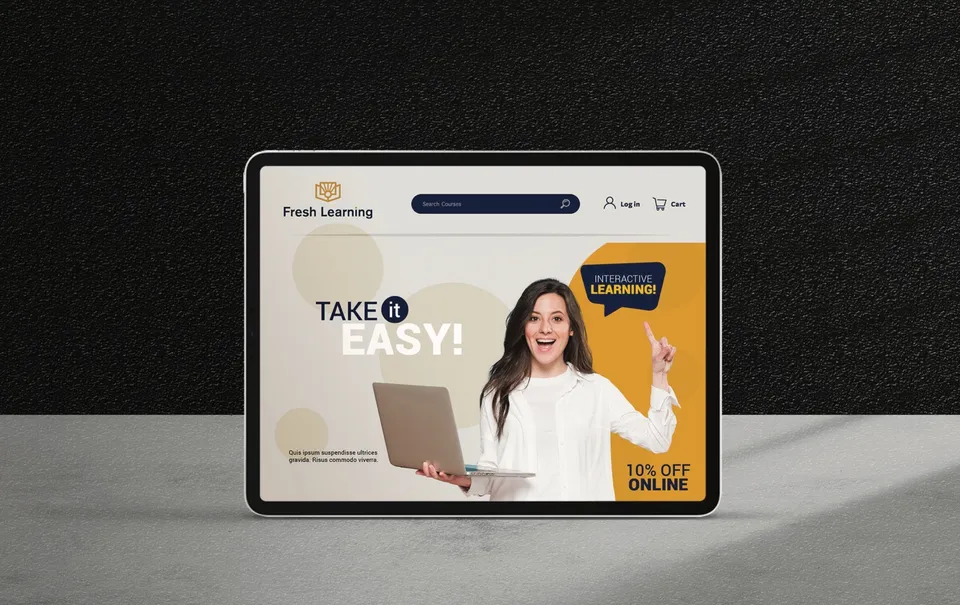 Fresh Learning
Search Courses
Log in
Cart
INTERACTIVE
LEARNING!
TAKE it
EASY!
Quis ipsum suspendisse ultrices
gravida. Risus commodo viverra.
10% OFF
ONLINE